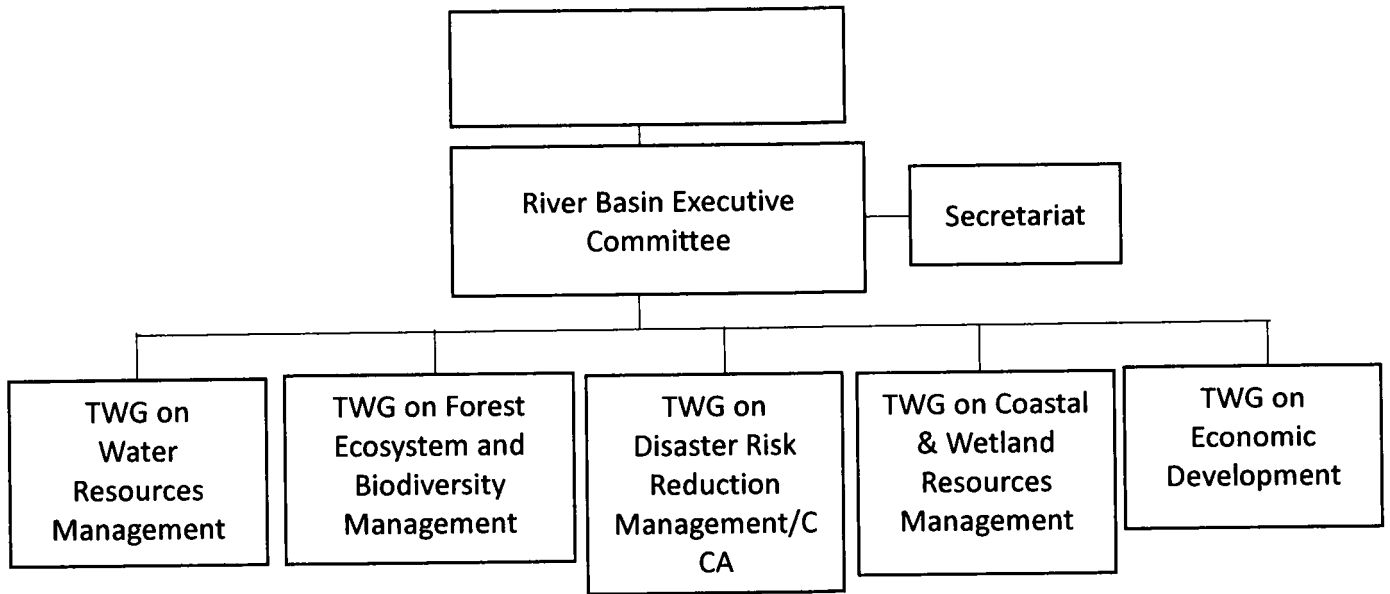 River Basin Executive
Committee
Secretariat
TWG on
Water
Resources
Management
TWG on Forest
Ecosystem and
Biodiversity
Management
TWG on
Disaster Risk
Reduction
Management/C
CA
TWG on Coastal
& Wetland
Resources
Management
TWG on
Economic
Development